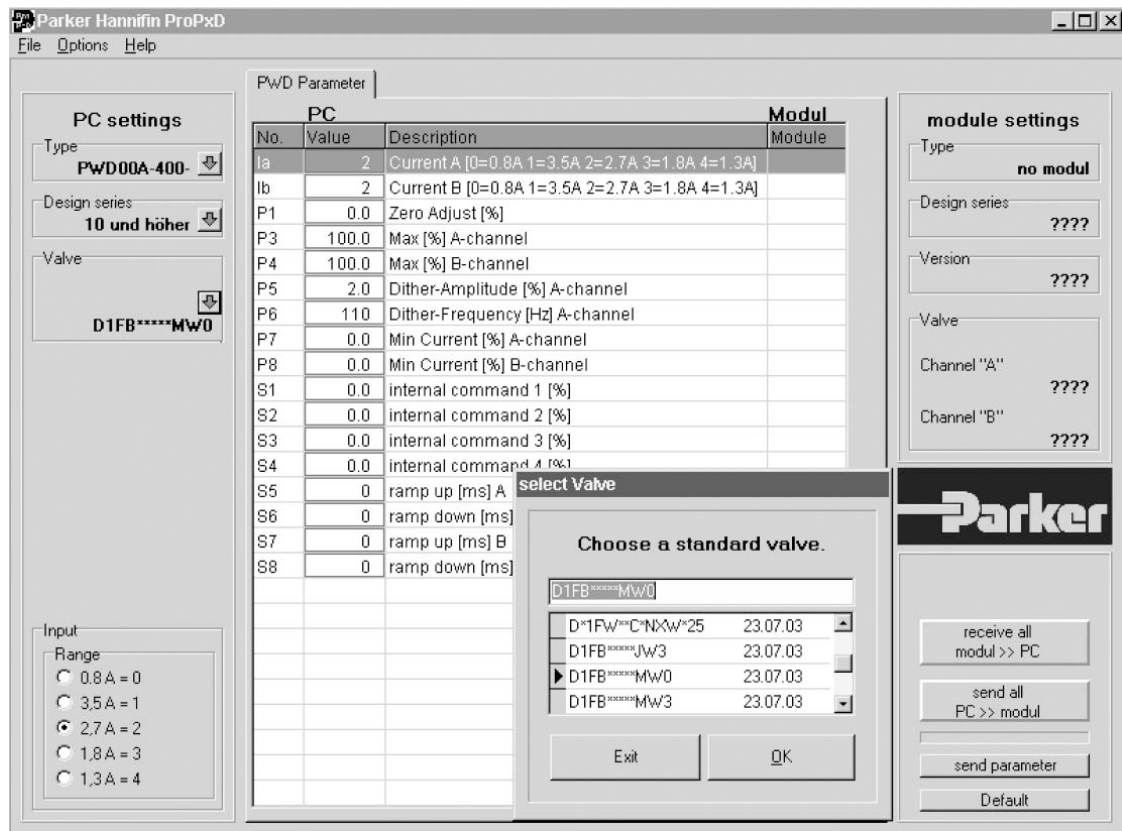 Parker Hannifin ProPxD
File Options Help
PC settings
Type
PWD00A-400-
Design series
10 und höher
Valve
D1FB*****MW0
Input
Range
0.8 A = 0
3,5 A = 1
2,7 A = 2
1,8 A = 3
1,3 A = 4
PWD Parameter
PC Modul
No. Value Description Module
Ia 2 Current A [0=0.8A 1=3.5A 2=2.7A 3=1.8A 4=1.3A]
Ib 2 Current B [0=0.8A 1=3.5A 2=2.7A 3=1.8A 4=1.3A]
P1 0.0 Zero Adjust [%]
P3 100.0 Max [%] A-channel
P4 100.0 Max [%] B-channel
P5 2.0 Dither-Amplitude [%] A-channel
P6 110 Dither-Frequency [Hz] A-channel
P7 0.0 Min Current [%] A-channel
P8 0.0 Min Current [%] B-channel
S1 0.0 internal command 1 [%]
S2 0.0 internal command 2 [%]
S3 0.0 internal command 3 [%]
S4 0.0 internal command 4 [%]
S5 0 ramp up [ms] A
S6 0 ramp down [ms]
S7 0 ramp up [ms] B
S8 0 ramp down [ms]
select Valve
Choose a standard valve.
D1FB*****MW0
D*1FW**C*NXW*25 23.07.03
D1FB*****JW3 23.07.03
D1FB*****MW0 23.07.03
D1FB*****MW3 23.07.03
Exit OK
module settings
Type
no modul
Design series
????
Version
????
Valve
Channel "A"
????
Channel "B"
????
Parker
receive all
modul >> PC
send all
PC >> modul
send parameter
Default